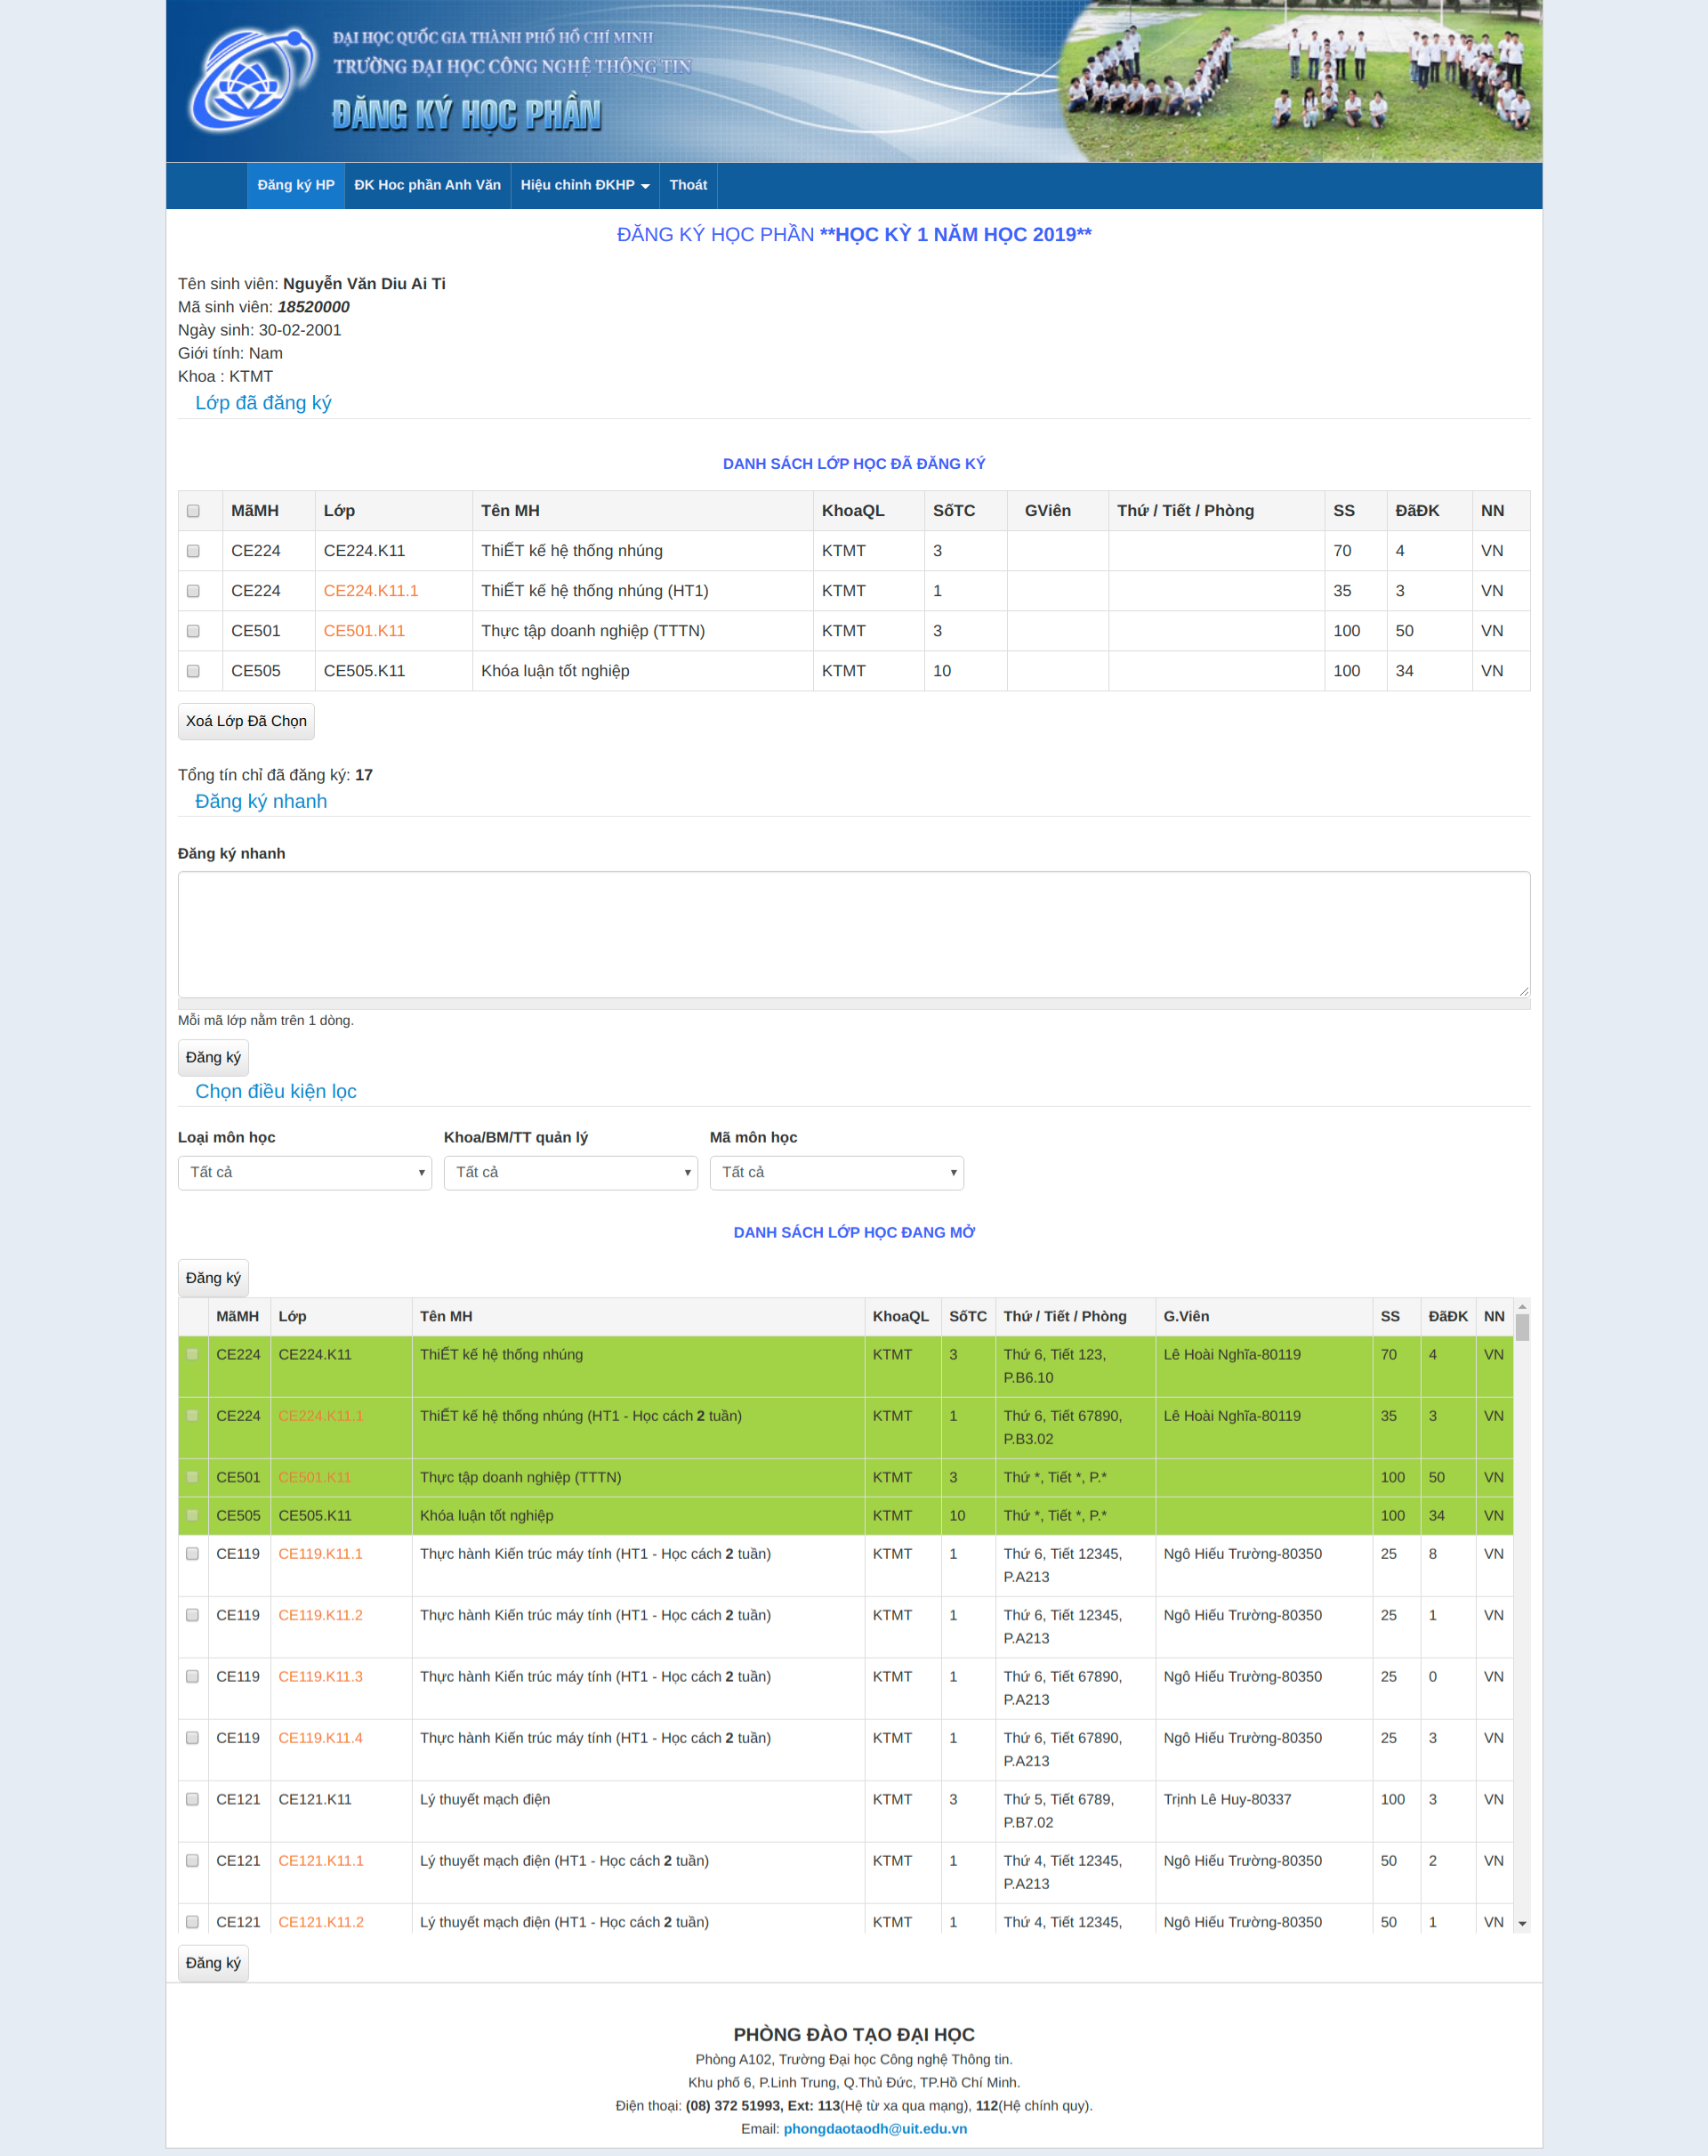 ĐẠI HỌC QUỐC GIA THÀNH PHỐ HỒ CHÍ MINH
TRƯỜNG ĐẠI HỌC CÔNG NGHỆ THÔNG TIN
ĐĂNG KÝ HỌC PHẦN
Đăng ký HP ĐK Hoc phần Anh Văn Hiệu chỉnh ĐKHP Thoát
ĐĂNG KÝ HỌC PHẦN **HỌC KỲ 1 NĂM HỌC 2019**
Tên sinh viên: Nguyễn Văn Diu Ai Ti
Mã sinh viên: 18520000
Ngày sinh: 30-02-2001
Giới tính: Nam
Khoa : KTMT
Lớp đã đăng ký
DANH SÁCH LỚP HỌC ĐÃ ĐĂNG KÝ
MãMH Lớp Tên MH KhoaQL SốTC GViên Thứ / Tiết / Phòng SS ĐãĐK NN
CE224 CE224.K11 ThiẾT kế hệ thống nhúng KTMT 3 70 4 VN
CE224 CE224.K11.1 ThiẾT kế hệ thống nhúng (HT1) KTMT 1 35 3 VN
CE501 CE501.K11 Thực tập doanh nghiệp (TTTN) KTMT 3 100 50 VN
CE505 CE505.K11 Khóa luận tốt nghiệp KTMT 10 100 34 VN
Xoá Lớp Đã Chọn
Tổng tín chỉ đã đăng ký: 17
Đăng ký nhanh
Đăng ký nhanh
Mỗi mã lớp nằm trên 1 dòng.
Đăng ký
Chọn điều kiện lọc
Loại môn học Khoa/BM/TT quản lý Mã môn học
Tất cả Tất cả Tất cả
DANH SÁCH LỚP HỌC ĐANG MỞ
Đăng ký
MãMH Lớp Tên MH KhoaQL SốTC Thứ / Tiết / Phòng G.Viên SS ĐãĐK NN
CE224 CE224.K11 ThiẾT kế hệ thống nhúng KTMT 3 Thứ 6, Tiết 123, Lê Hoài Nghĩa-80119 70 4 VN
P.B6.10
CE224 CE224.K11.1 ThiẾT kế hệ thống nhúng (HT1 - Học cách 2 tuần) KTMT 1 Thứ 6, Tiết 67890, Lê Hoài Nghĩa-80119 35 3 VN
P.B3.02
CE501 CE501.K11 Thực tập doanh nghiệp (TTTN) KTMT 3 Thứ *, Tiết *, P.* 100 50 VN
CE505 CE505.K11 Khóa luận tốt nghiệp KTMT 10 Thứ *, Tiết *, P.* 100 34 VN
CE119 CE119.K11.1 Thực hành Kiến trúc máy tính (HT1 - Học cách 2 tuần) KTMT 1 Thứ 6, Tiết 12345, Ngô Hiếu Trường-80350 25 8 VN
P.A213
CE119 CE119.K11.2 Thực hành Kiến trúc máy tính (HT1 - Học cách 2 tuần) KTMT 1 Thứ 6, Tiết 12345, Ngô Hiếu Trường-80350 25 1 VN
P.A213
CE119 CE119.K11.3 Thực hành Kiến trúc máy tính (HT1 - Học cách 2 tuần) KTMT 1 Thứ 6, Tiết 67890, Ngô Hiếu Trường-80350 25 0 VN
P.A213
CE119 CE119.K11.4 Thực hành Kiến trúc máy tính (HT1 - Học cách 2 tuần) KTMT 1 Thứ 6, Tiết 67890, Ngô Hiếu Trường-80350 25 3 VN
P.A213
CE121 CE121.K11 Lý thuyết mạch điện KTMT 3 Thứ 5, Tiết 6789, Trịnh Lê Huy-80337 100 3 VN
P.B7.02
CE121 CE121.K11.1 Lý thuyết mạch điện (HT1 - Học cách 2 tuần) KTMT 1 Thứ 4, Tiết 12345, Ngô Hiếu Trường-80350 50 2 VN
P.A213
CE121 CE121.K11.2 Lý thuyết mạch điện (HT1 - Học cách 2 tuần) KTMT 1 Thứ 4, Tiết 12345, Ngô Hiếu Trường-80350 50 1 VN
Đăng ký
PHÒNG ĐÀO TẠO ĐẠI HỌC
Phòng A102, Trường Đại học Công nghệ Thông tin.
Khu phố 6, P.Linh Trung, Q.Thủ Đức, TP.Hồ Chí Minh.
Điện thoại: (08) 372 51993, Ext: 113(Hệ từ xa qua mạng), 112(Hệ chính quy).
Email: phongdaotaodh@uit.edu.vn